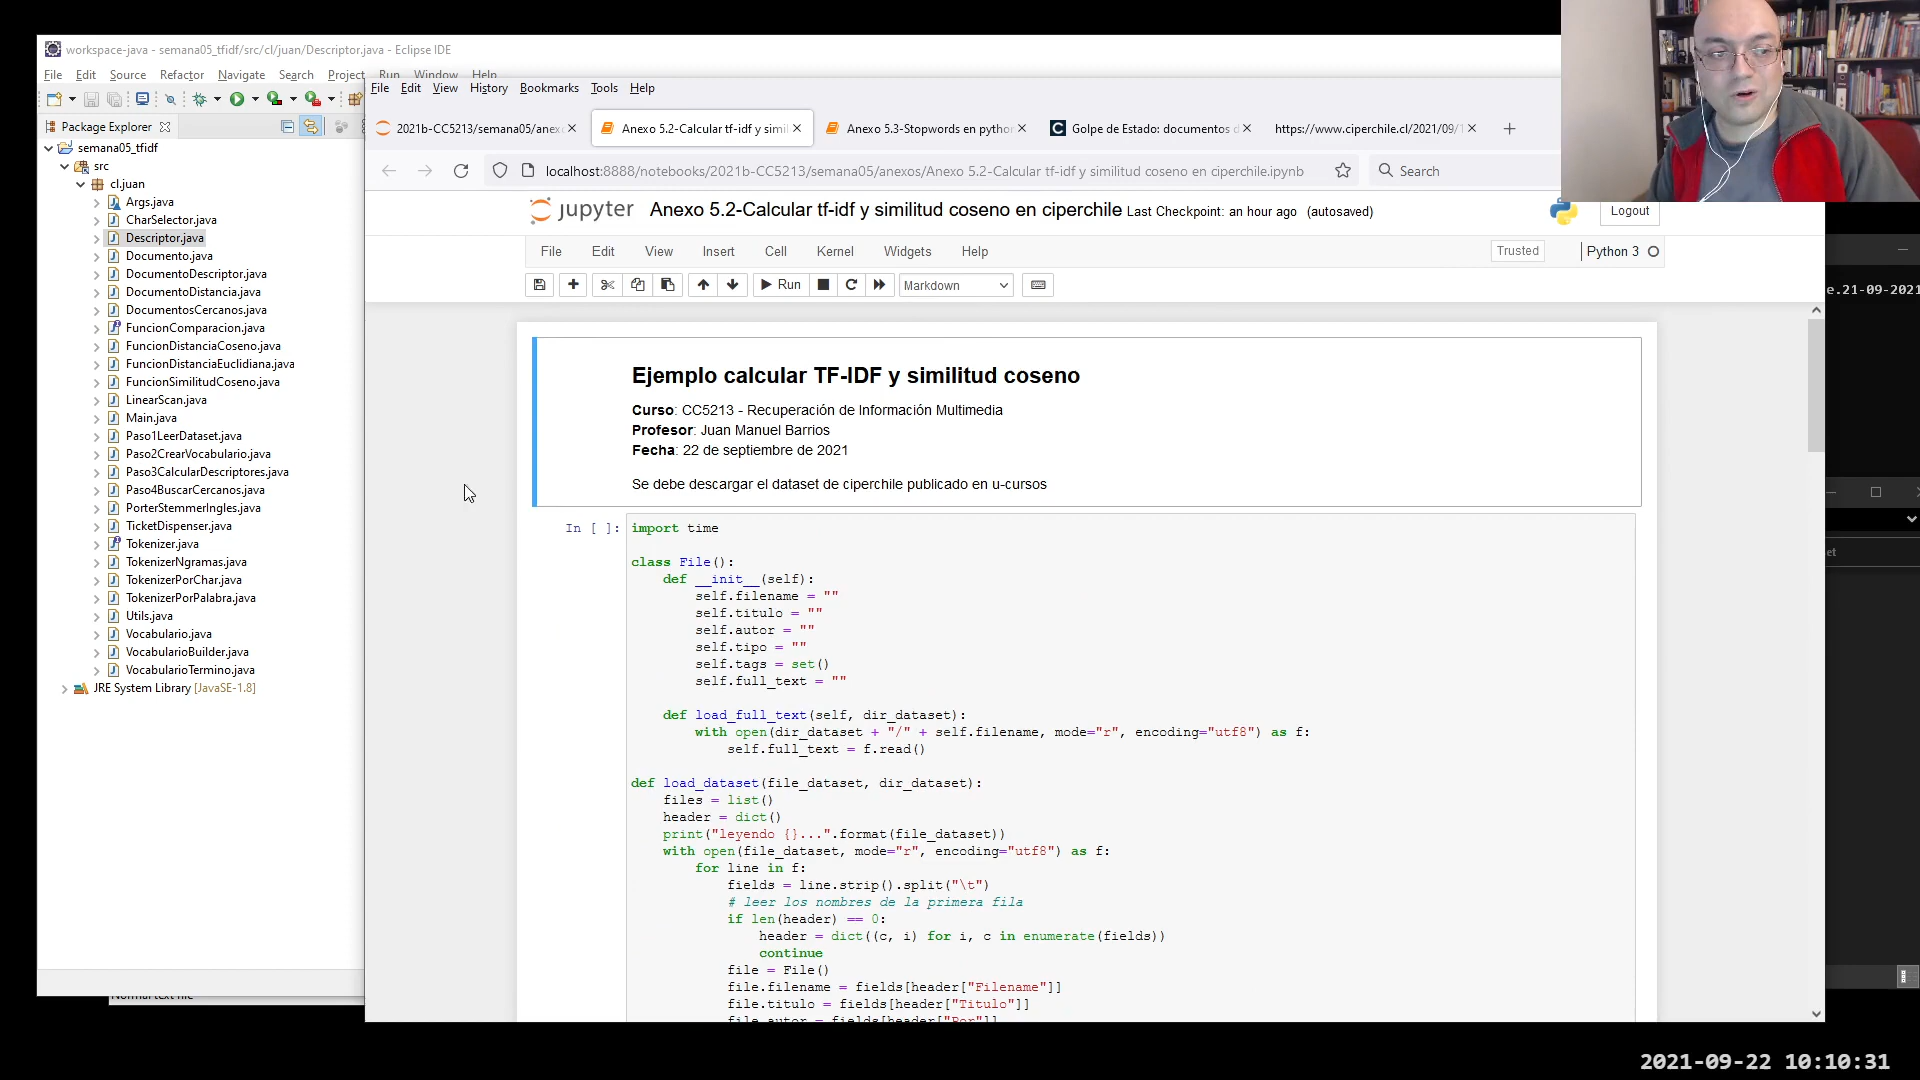 workspace-java - semana05_tfidf/src/cl/juan/Descriptor.java - Eclipse IDE
File Edit Source Refactor Navigate Search Project Run Window Help
Package Explorer
semana05_tfidf
src
cl.juan
Args.java
CharSelector.java
Descriptor.java
Documento.java
DocumentoDescriptor.java
DocumentoDistancia.java
DocumentosCercanos.java
FuncionComparacion.java
FuncionDistanciaCoseno.java
FuncionDistanciaEuclidiana.java
FuncionSimilitudCoseno.java
LinearScan.java
Main.java
Paso1LeerDataset.java
Paso2CrearVocabulario.java
Paso3CalcularDescriptores.java
Paso4BuscarCercanos.java
PorterStemmerIngles.java
TicketDispenser.java
Tokenizer.java
TokenizerNgramas.java
TokenizerPorChar.java
TokenizerPorPalabra.java
Utils.java
Vocabulario.java
VocabularioBuilder.java
VocabularioTermino.java
JRE System Library [JavaSE-1.8]
Normal text file
File Edit View History Bookmarks Tools Help
2021b-CC5213/semana05/anex
Anexo 5.2-Calcular tf-idf y simil
Anexo 5.3-Stopwords en python
Golpe de Estado: documentos d
https://www.ciperchile.cl/2021/09/1
localhost:8888/notebooks/2021b-CC5213/semana05/anexos/Anexo 5.2-Calcular tf-idf y similitud coseno en ciperchile.ipynb
Search
jupyter Anexo 5.2-Calcular tf-idf y similitud coseno en ciperchile Last Checkpoint: an hour ago (autosaved)
Logout
File Edit View Insert Cell Kernel Widgets Help
Trusted
Python 3
Run
Markdown
Ejemplo calcular TF-IDF y similitud coseno
Curso: CC5213 - Recuperación de Información Multimedia
Profesor: Juan Manuel Barrios
Fecha: 22 de septiembre de 2021
Se debe descargar el dataset de ciperchile publicado en u-cursos
In [ ]:
import time
class File():
def __init__(self):
self.filename = ""
self.titulo = ""
self.autor = ""
self.tipo = ""
self.tags = set()
self.full_text = ""
def load_full_text(self, dir_dataset):
with open(dir_dataset + "/" + self.filename, mode="r", encoding="utf8") as f:
self.full_text = f.read()
def load_dataset(file_dataset, dir_dataset):
files = list()
header = dict()
print("leyendo {}...".format(file_dataset))
with open(file_dataset, mode="r", encoding="utf8") as f:
for line in f:
fields = line.strip().split("\t")
# leer los nombres de la primera fila
if len(header) == 0:
header = dict((c, i) for i, c in enumerate(fields))
continue
file = File()
file.filename = fields[header["Filename"]]
file.titulo = fields[header["Titulo"]]
file.autor = fields[header["Por"]]
e.21-09-2021
et
2021-09-22 10:10:31